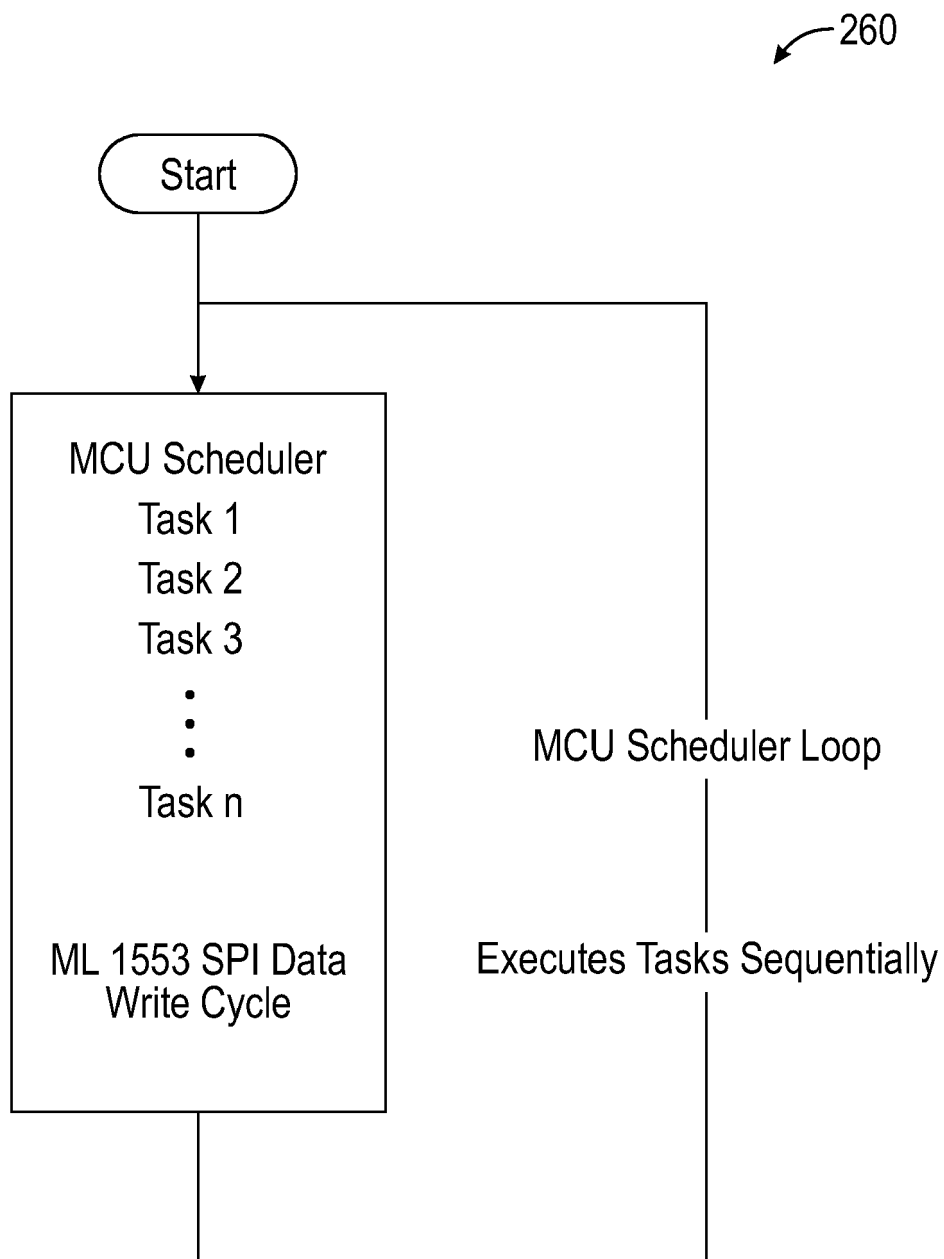 260
Start
MCU Scheduler
Task 1
Task 2
Task 3
Task n
MCU Scheduler Loop
ML 1553 SPI Data
Write Cycle
Executes Tasks Sequentially